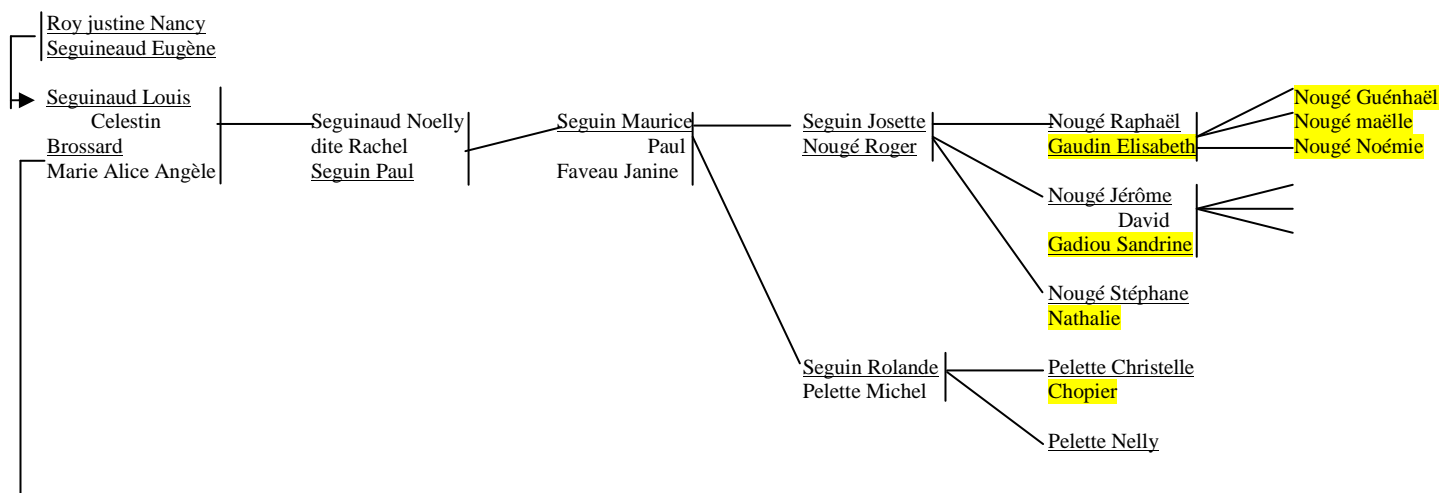 Roy justine Nancy
Seguineaud Eugène
Seguinaud Louis
Celestin
Brossard
Marie Alice Angèle
Seguinaud Noelly
dite Rachel
Seguin Paul
Seguin Maurice
Paul
Faveau Janine
Seguin Josette
Nougé Roger
Nougé Raphaël
Gaudin Elisabeth
Nougé Guénhaël
Nougé maëlle
Nougé Noémie
Nougé Jérôme
David
Gadiou Sandrine
Nougé Stéphane
Nathalie
Seguin Rolande
Pelette Michel
Pelette Christelle
Chopier
Pelette Nelly